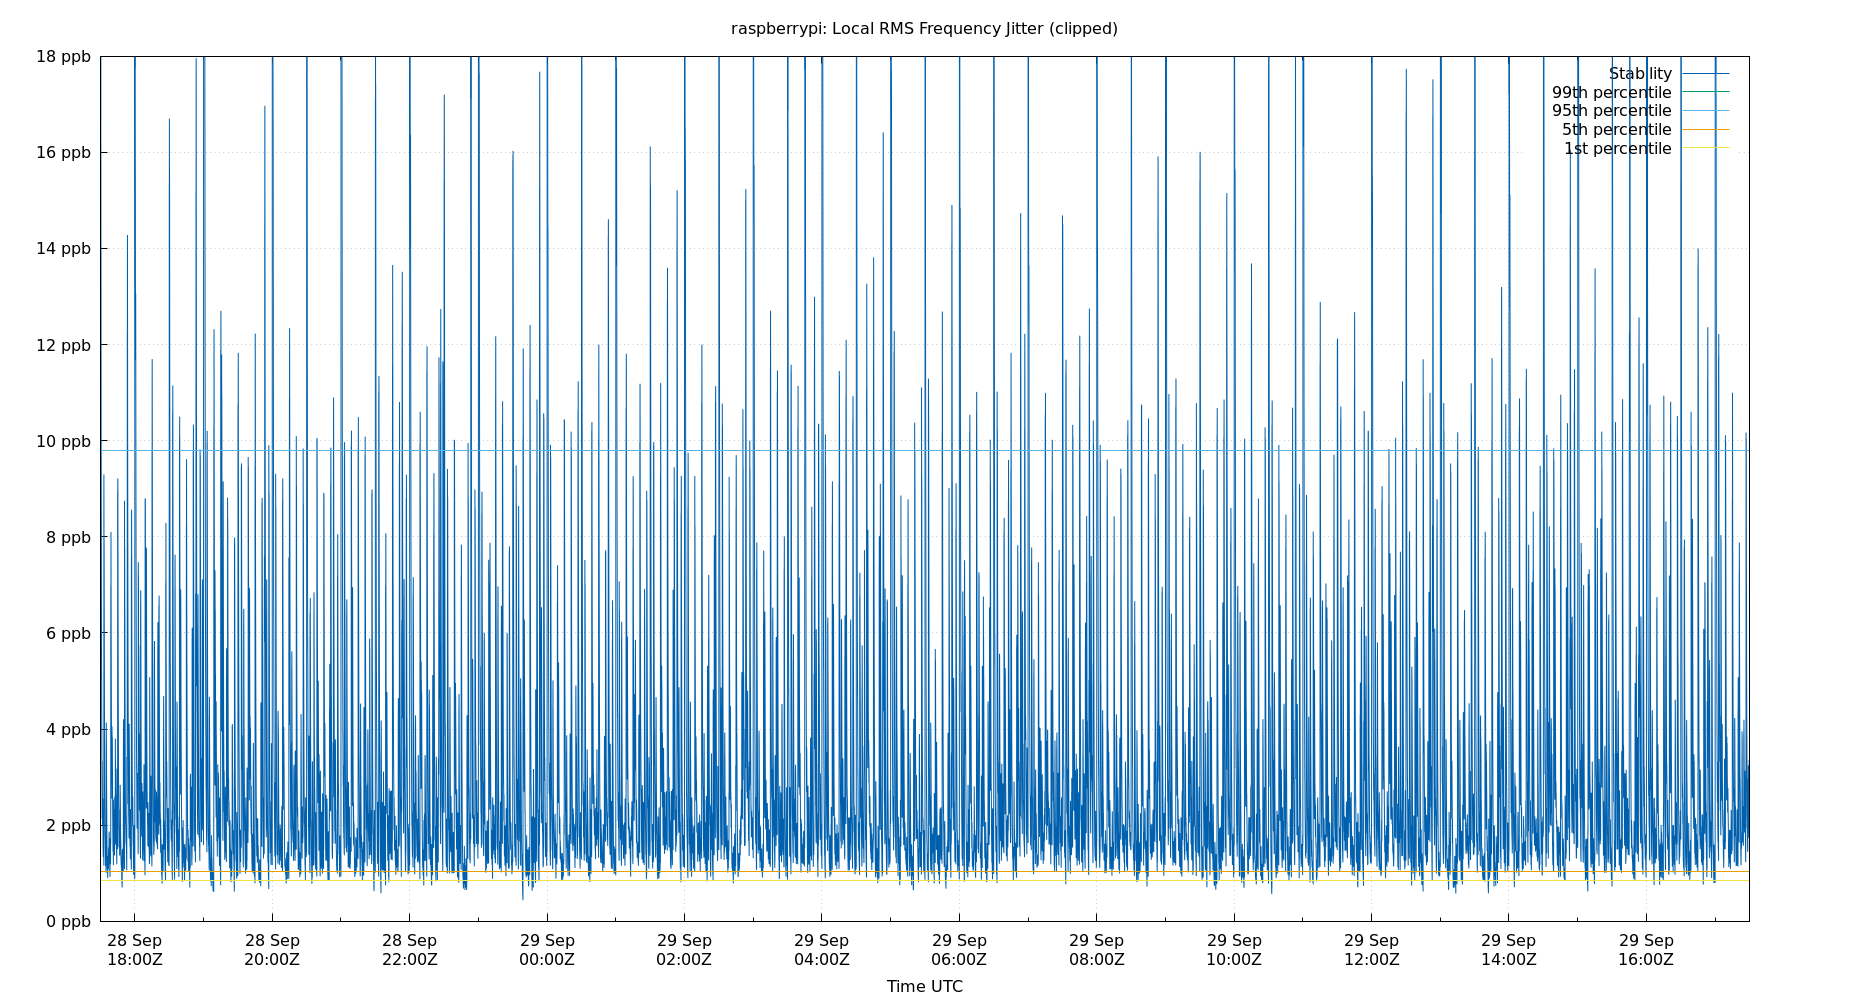 raspberrypi: Local RMS Frequency Jitter (clipped)
18 ppb
16 ppb
14 ppb
12 ppb
10 ppb
8 ppb
6 ppb
4 ppb
2 ppb
0 ppb
Stability
99th percentile
95th percentile
5th percentile
1st percentile
28 Sep 28 Sep 28 Sep 29 Sep 29 Sep 29 Sep 29 Sep 29 Sep 29 Sep 29 Sep 29 Sep 29 Sep
18:00Z 20:00Z 22:00Z 00:00Z 02:00Z 04:00Z 06:00Z 08:00Z 10:00Z 12:00Z 14:00Z 16:00Z
Time UTC